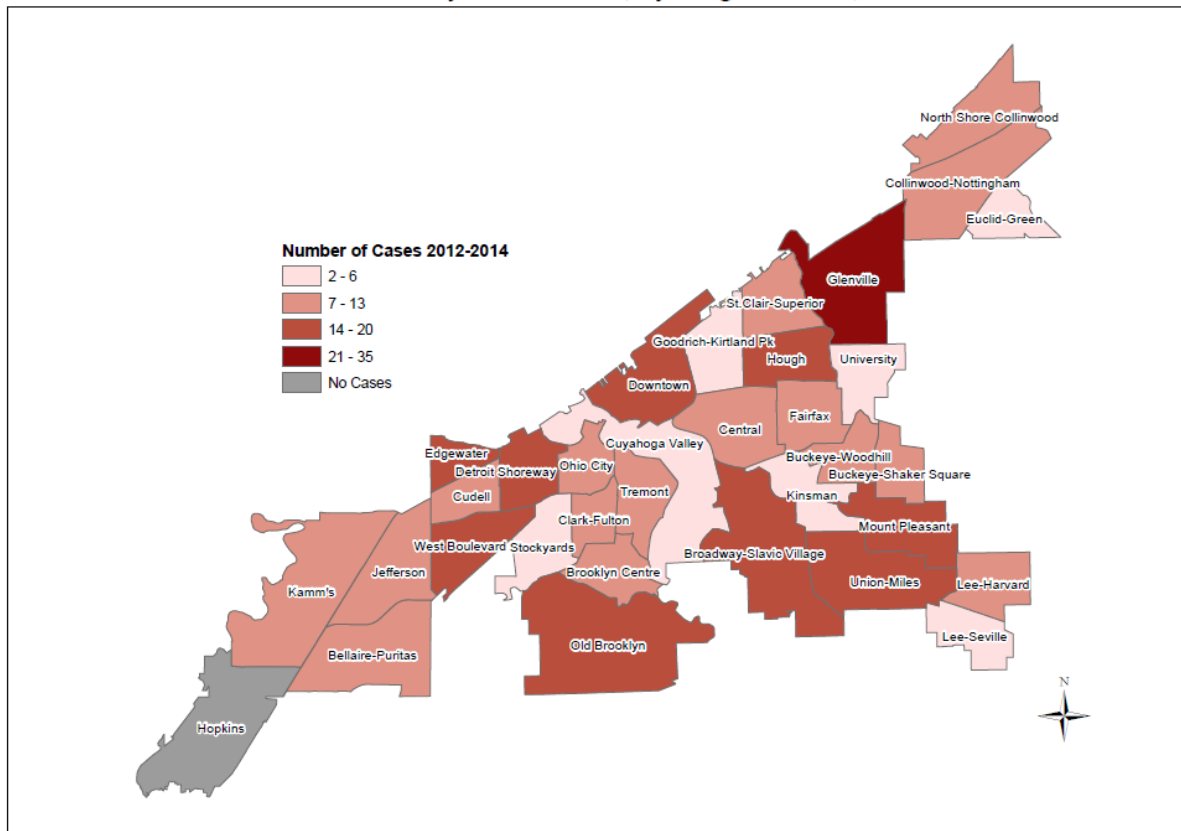 North Shore Collinwood
Collinwood-Nottingham
Euclid-Green
Number of Cases 2012-2014
2 - 6
7 - 13
14 - 20
21 - 35
No Cases
Glenville
St.Clair-Superior
Goodrich-Kirtland Pk
Hough
University
Downtown
Fairfax
Central
Cuyahoga Valley
Edgewater
Detroit Shoreway
Ohio City
Buckeye-Woodhill
Buckeye-Shaker Square
Cudell
Tremont
Kinsman
Clark-Fulton
Mount Pleasant
West Boulevard
Stockyards
Broadway-Slavic Village
Jefferson
Brooklyn Centre
Union-Miles
Lee-Harvard
Kamm's
Lee-Seville
Old Brooklyn
Bellaire-Puritas
N
Hopkins